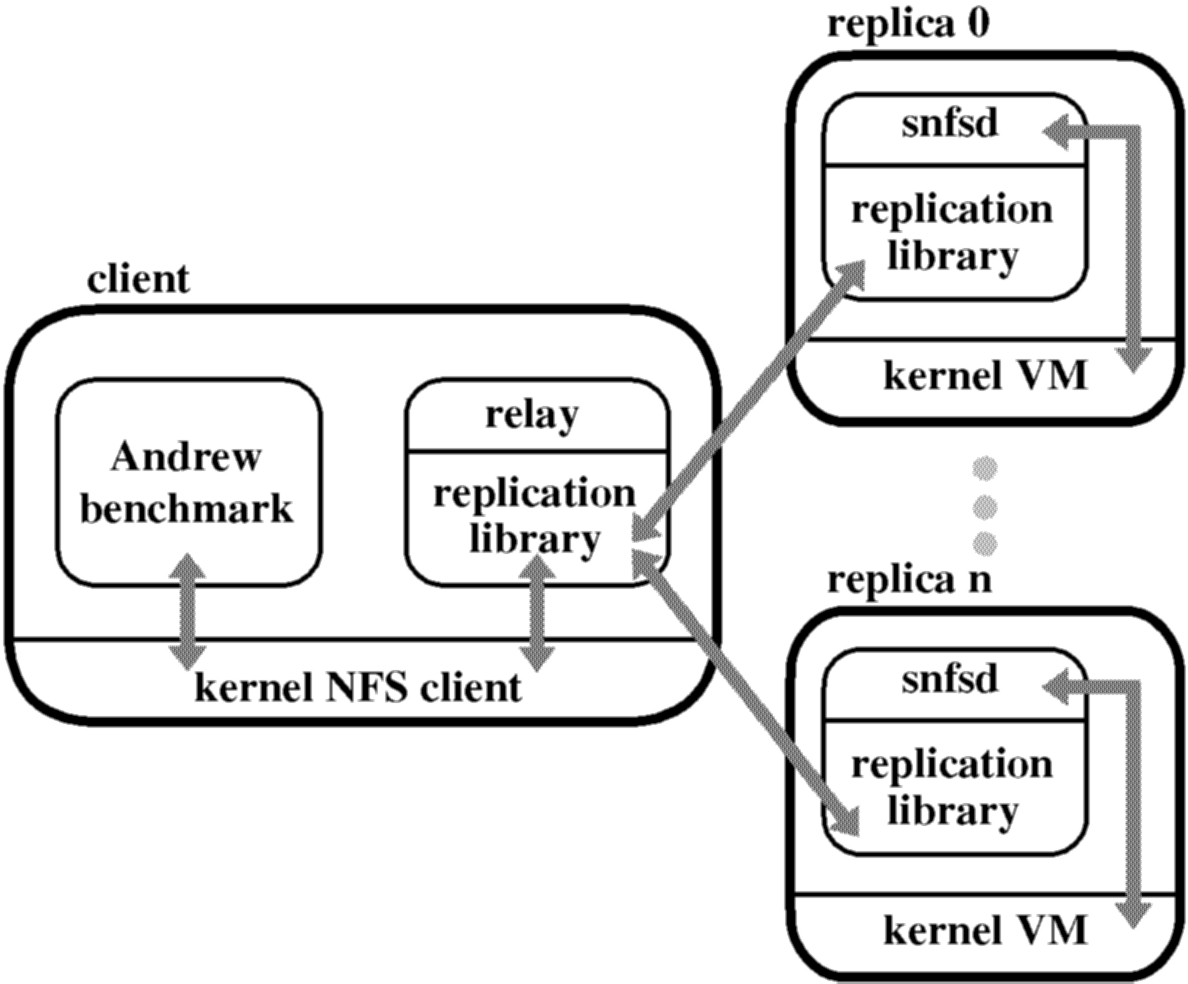 client
Andrew
benchmark
relay
replication
library
kernel NFS client
replica 0
snfsd
replication
library
kernel VM
replica n
snfsd
replication
library
kernel VM